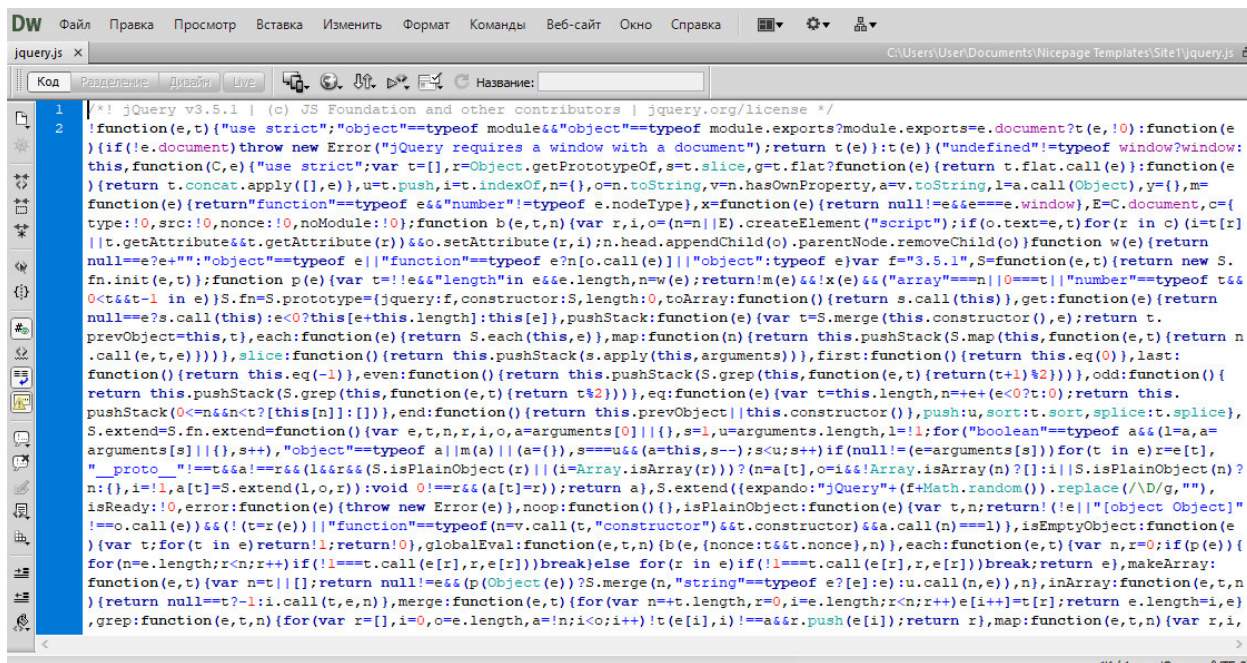 Dw Файл Правка Просмотр Вставка Изменить Формат Команды Веб-сайт Окно Справка
jquery.js × C:\Users\User\Documents\Nicepage Templates\Site1\jquery.js
Код Разделение Дизайн Live Название:
1 /*! jQuery v3.5.1 | (c) JS Foundation and other contributors | jquery.org/license */
2 !function(e,t){"use strict";"object"==typeof module&&"object"==typeof module.exports?module.exports=e.document?t(e,!0):function(e
){if(!e.document)throw new Error("jQuery requires a window with a document");return t(e)}:t(e)}("undefined"!=typeof window?window:
this,function(C,e){"use strict";var t=[],r=Object.getPrototypeOf,s=t.slice,g=t.flat?function(e){return t.flat.call(e)}:function(e
){return t.concat.apply([],e)},u=t.push,i=t.indexOf,n={},o=n.toString,v=n.hasOwnProperty,a=v.toString,l=a.call(Object),y={},m=
function(e){return"function"==typeof e&&"number"!=typeof e.nodeType},x=function(e){return null!=e&&e===e.window},E=C.document,c={
type:!0,src:!0,nonce:!0,noModule:!0};function b(e,t,n){var r,i,o=(n=n||E).createElement("script");if(o.text=e,t)for(r in c)(i=t[r]
||t.getAttribute&&t.getAttribute(r))&&o.setAttribute(r,i);n.head.appendChild(o).parentNode.removeChild(o)}function w(e){return
null==e?e+"":"object"==typeof e||"function"==typeof e?n[o.call(e)]||"object":typeof e}var f="3.5.1",S=function(e,t){return new S.
fn.init(e,t)};function p(e){var t=!!e&&"length"in e&&e.length,n=w(e);return!m(e)&&!x(e)&&("array"===n||0===t||"number"==typeof t&&
0<t&&t-1 in e)}S.fn=S.prototype={jquery:f,constructor:S,length:0,toArray:function(){return s.call(this)},get:function(e){return
null==e?s.call(this):e<0?this[e+this.length]:this[e]},pushStack:function(e){var t=S.merge(this.constructor(),e);return t.
prevObject=this,t},each:function(e){return S.each(this,e)},map:function(n){return this.pushStack(S.map(this,function(e,t){return n
.call(e,t,e)}))},slice:function(){return this.pushStack(s.apply(this,arguments))},first:function(){return this.eq(0)},last:
function(){return this.eq(-1)},even:function(){return this.pushStack(S.grep(this,function(e,t){return(t+1)%2}))},odd:function(){
return this.pushStack(S.grep(this,function(e,t){return t%2}))},eq:function(e){var t=this.length,n=+e+(e<0?t:0);return this.
pushStack(0<=n&&n<t?[this[n]]:[])},end:function(){return this.prevObject||this.constructor()},push:u,sort:t.sort,splice:t.splice},
S.extend=S.fn.extend=function(){var e,t,n,r,i,o,a=arguments[0]||{},s=1,u=arguments.length,l=!1;for("boolean"==typeof a&&(l=a,a=
arguments[s]||{},s++),"object"==typeof a||m(a)||(a={}),s===u&&(a=this,s--);s<u;s++)if(null!=(e=arguments[s]))for(t in e)r=e[t],
"__proto__"!==t&&a!==r&&(l&&r&&(S.isPlainObject(r)||(i=Array.isArray(r)))?(n=a[t],o=i&&!Array.isArray(n)?[]:i||S.isPlainObject(n)?
n:{},i=!1,a[t]=S.extend(l,o,r)):void 0!==r&&(a[t]=r));return a},S.extend({expando:"jQuery"+(f+Math.random()).replace(/\D/g,""),
isReady:!0,error:function(e){throw new Error(e)},noop:function(){},isPlainObject:function(e){var t,n;return!(!e||"[object Object]"
!==o.call(e))&&(!(t=r(e))||"function"==typeof(n=v.call(t,"constructor")&&t.constructor)&&a.call(n)===l)},isEmptyObject:function(e
){var t;for(t in e)return!1;return!0},globalEval:function(e,t,n){b(e,{nonce:t&&t.nonce},n)},each:function(e,t){var n,r=0;if(p(e)){
for(n=e.length;r<n;r++)if(!1===t.call(e[r],r,e[r]))break}else for(r in e)if(!1===t.call(e[r],r,e[r]))break;return e},makeArray:
function(e,t){var n=t||[];return null!=e&&(p(Object(e))?S.merge(n,"string"==typeof e?[e]:e):u.call(n,e)),n},inArray:function(e,t,n
){return null==t?-1:i.call(t,e,n)},merge:function(e,t){for(var n=+t.length,r=0,i=e.length;r<n;r++)e[i++]=t[r];return e.length=i,e}
,grep:function(e,t,n){for(var r=[],i=0,o=e.length,a=!n;i<o;i++)!t(e[i],i)!==a&&r.push(e[i]);return r},map:function(e,t,n){var r,i,